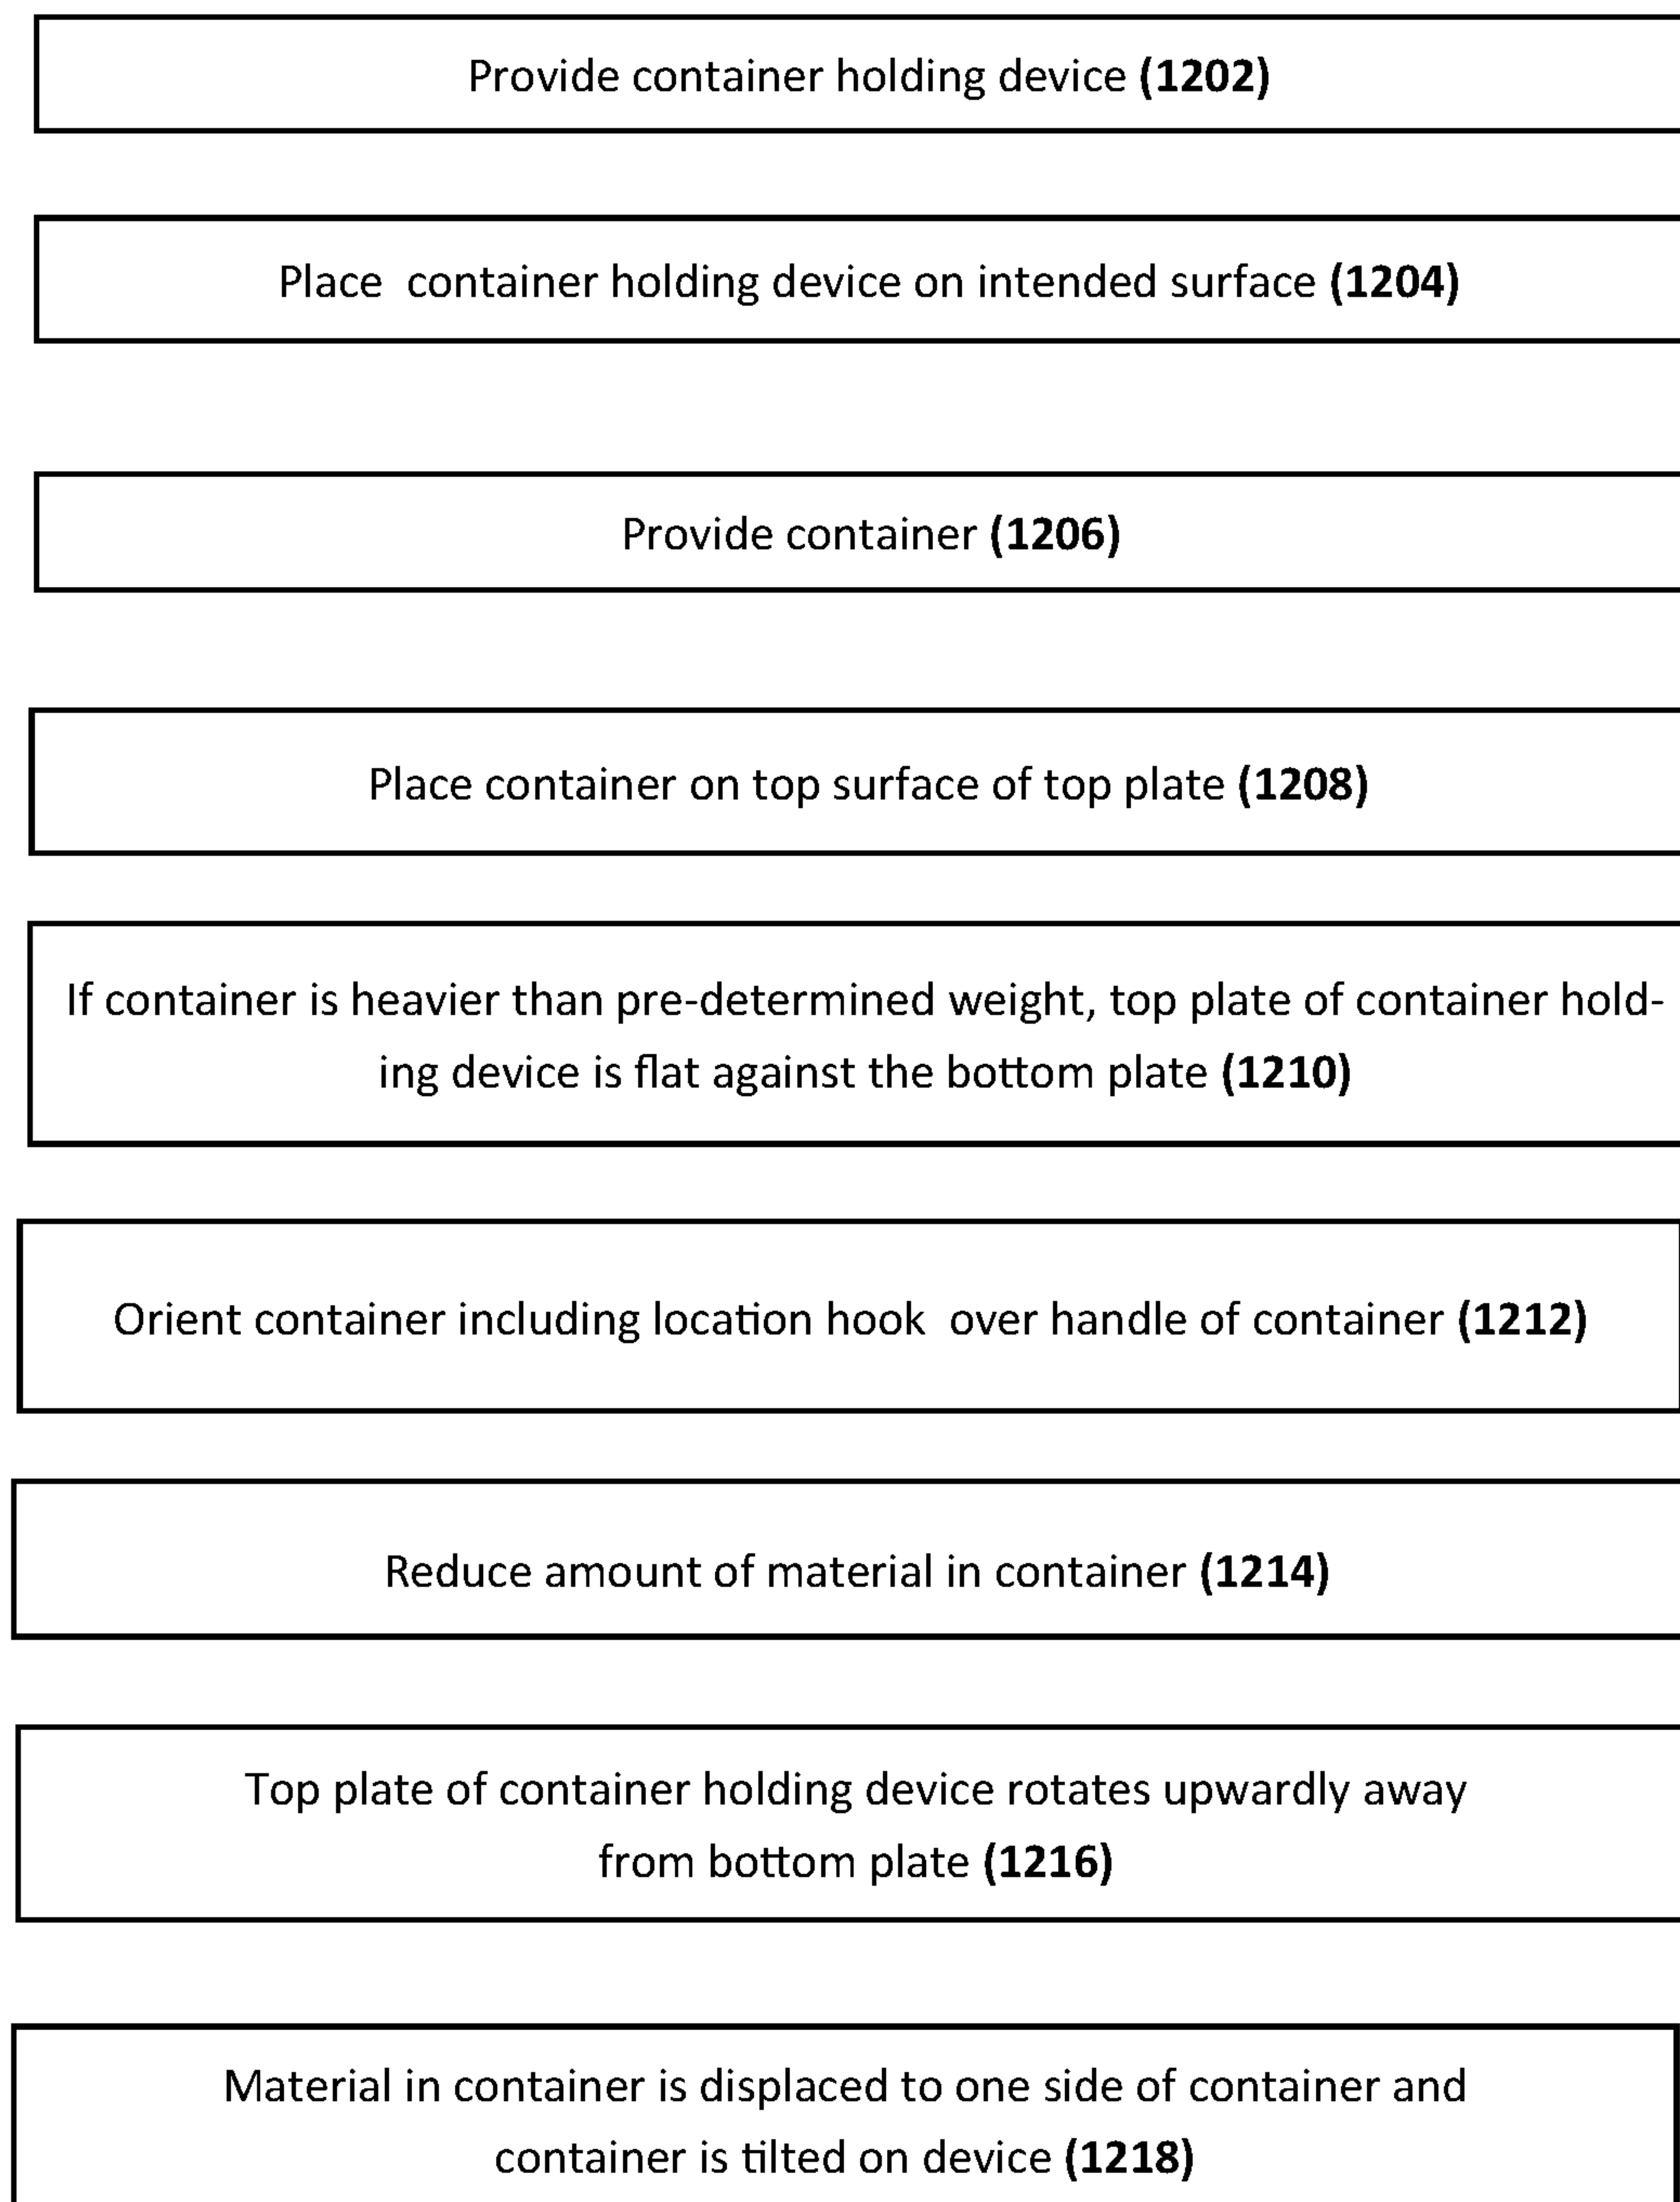 Provide container holding device (1202)
Place container holding device on intended surface (1204)
Provide container (1206)
Place container on top surface of top plate (1208)
If container is heavier than pre-determined weight, top plate of container hold-
ing device is flat against the bottom plate (1210)
Orient container including location hook over handle of container (1212)
Reduce amount of material in container (1214)
Top plate of container holding device rotates upwardly away
from bottom plate (1216)
Material in container is displaced to one side of container and
container is tilted on device (1218)